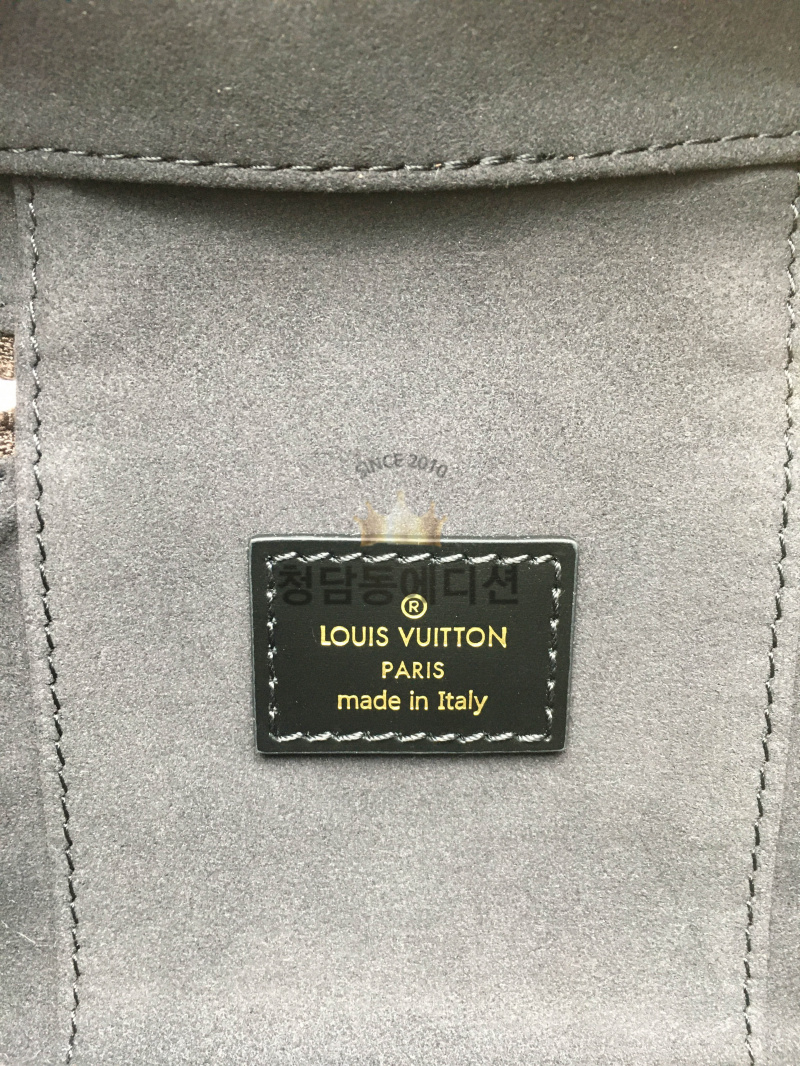 SINCE 2010
청담동에디션
®
LOUIS VUITTON
PARIS
made in Italy